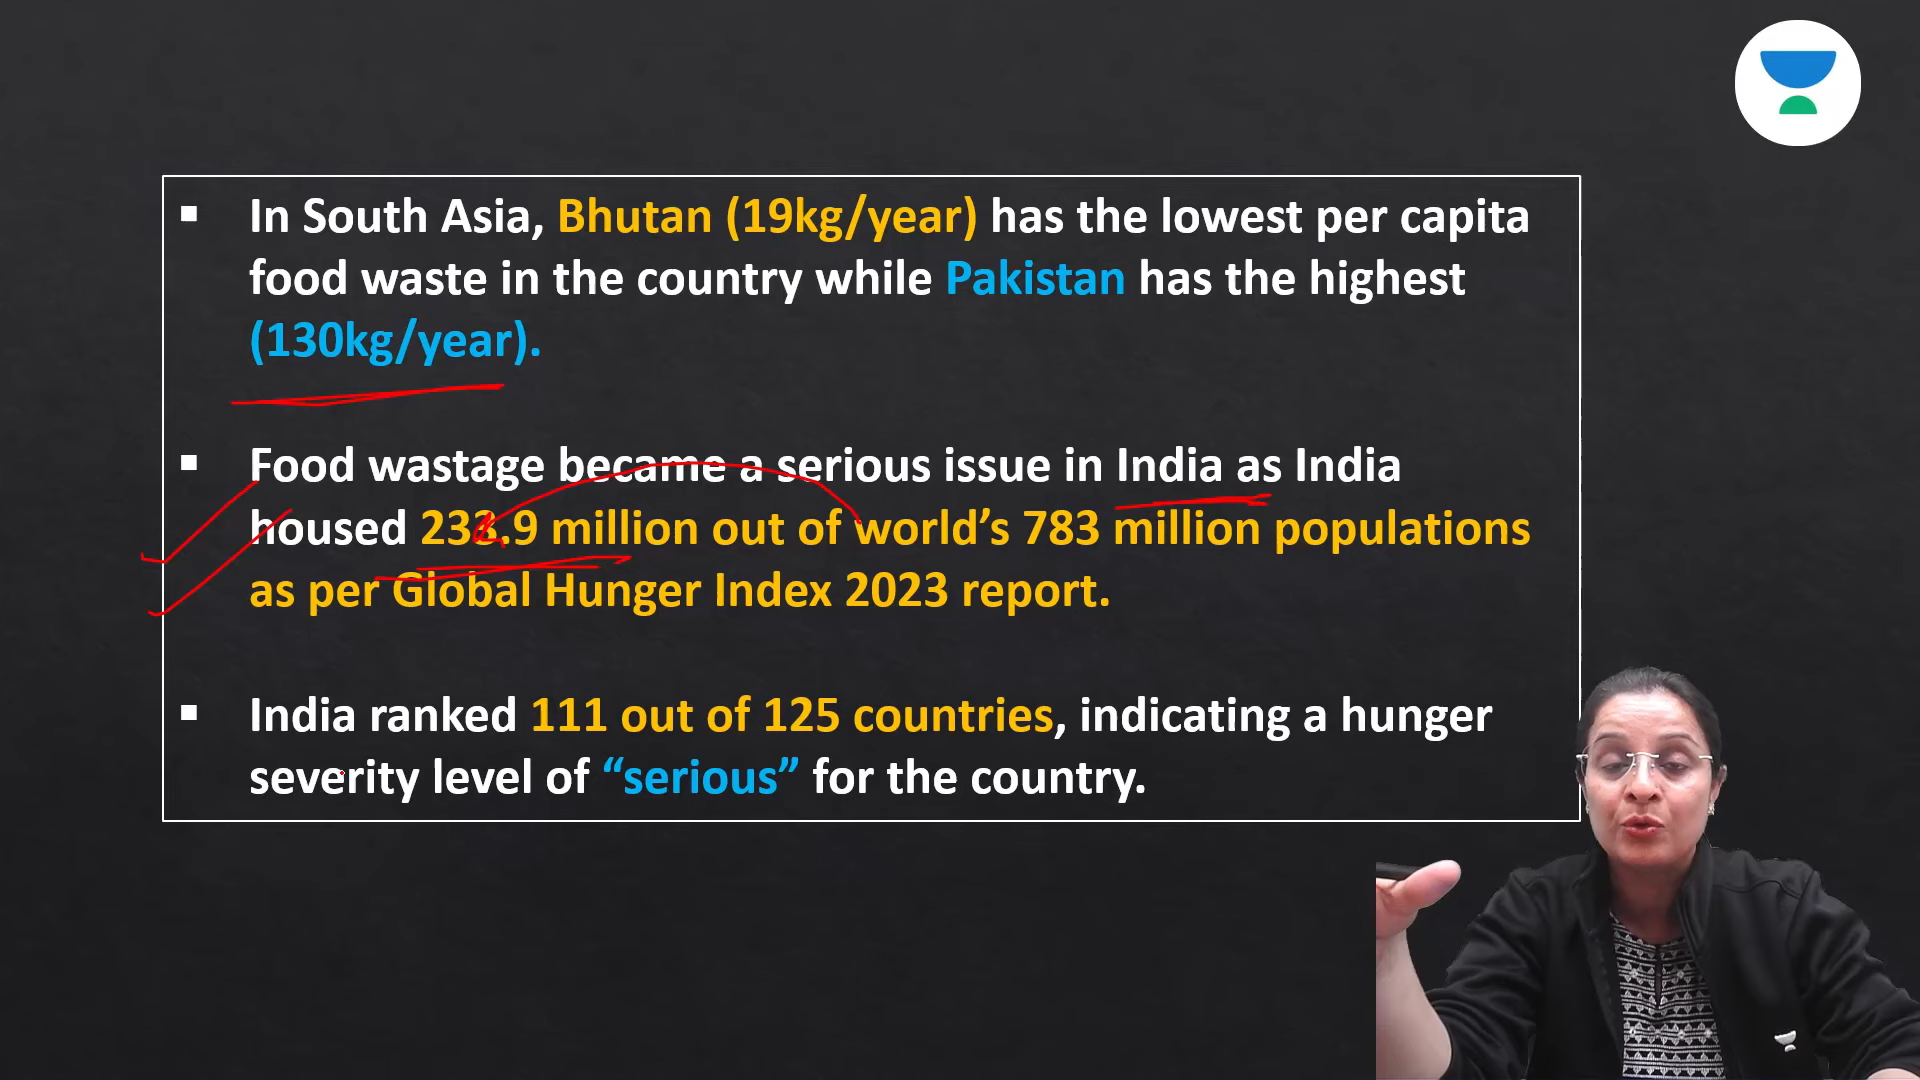 In South Asia, Bhutan (19kg/year) has the lowest per capita
food waste in the country while Pakistan has the highest
(130kg/year).
Food wastage became a serious issue in India as India
housed 233.9 million out of world’s 783 million populations
as per Global Hunger Index 2023 report.
India ranked 111 out of 125 countries, indicating a hunger
severity level of “serious” for the country.